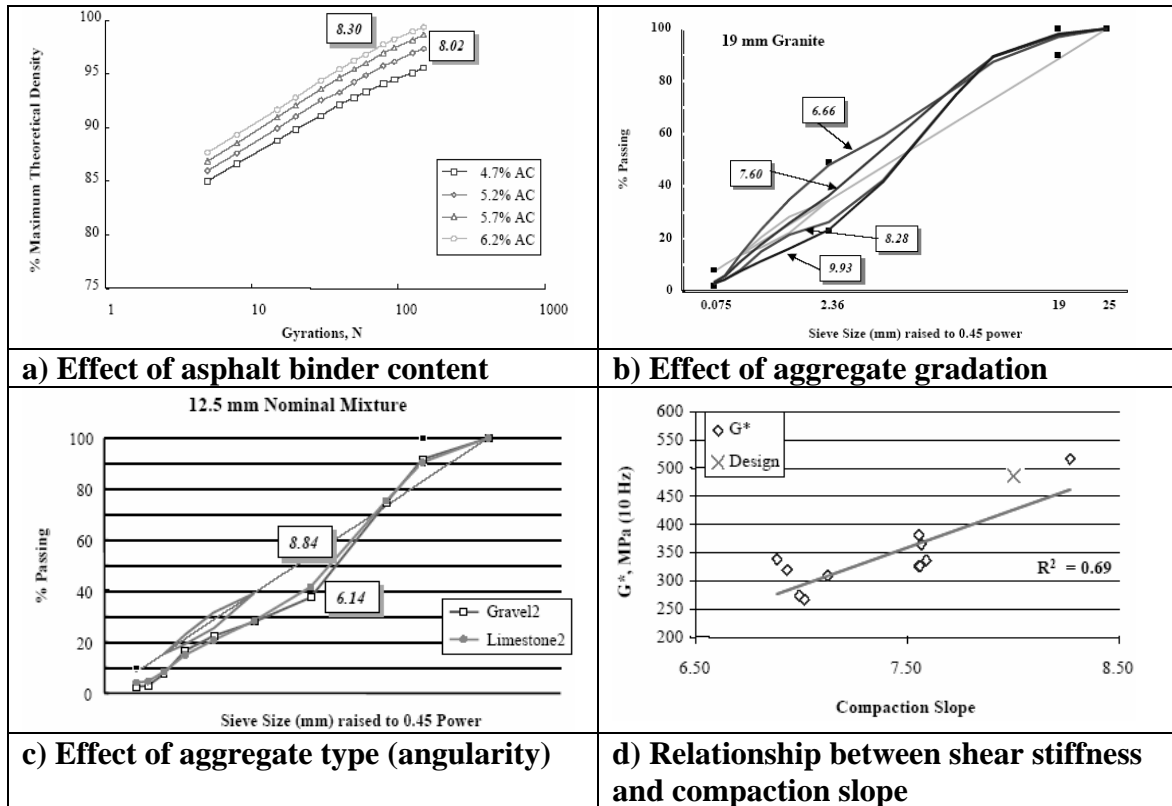 100
95
90
85
80
75
% Maximum Theoretical Density
8.30
8.02
4.7% AC
5.2% AC
5.7% AC
6.2% AC
1
10
100
1000
Gyrations, N
a) Effect of asphalt binder content
19 mm Granite
100
80
60
40
20
0
% Passing
6.66
7.60
8.28
9.93
0.075
2.36
19
25
Sieve Size (mm) raised to 0.45 power
b) Effect of aggregate gradation
12.5 mm Nominal Mixture
100
80
60
40
20
0
% Passing
8.84
6.14
Gravel2
Limestone2
Sieve Size (mm) raised to 0.45 Power
c) Effect of aggregate type (angularity)
600
550
500
450
400
350
300
250
200
G*, MPa (10 Hz)
G*
Design
R² = 0.69
6.50
7.50
8.50
Compaction Slope
d) Relationship between shear stiffness
and compaction slope